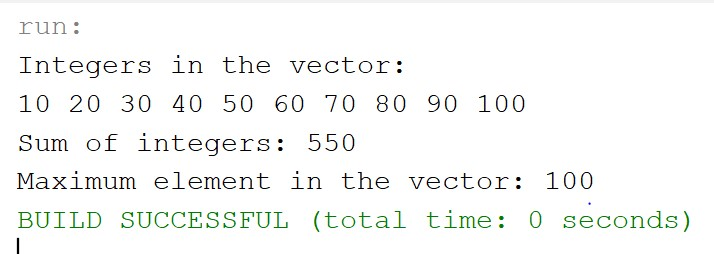 run:
Integers in the vector:
10 20 30 40 50 60 70 80 90 100
Sum of integers: 550
Maximum element in the vector: 100
BUILD SUCCESSFUL (total time: 0 seconds)